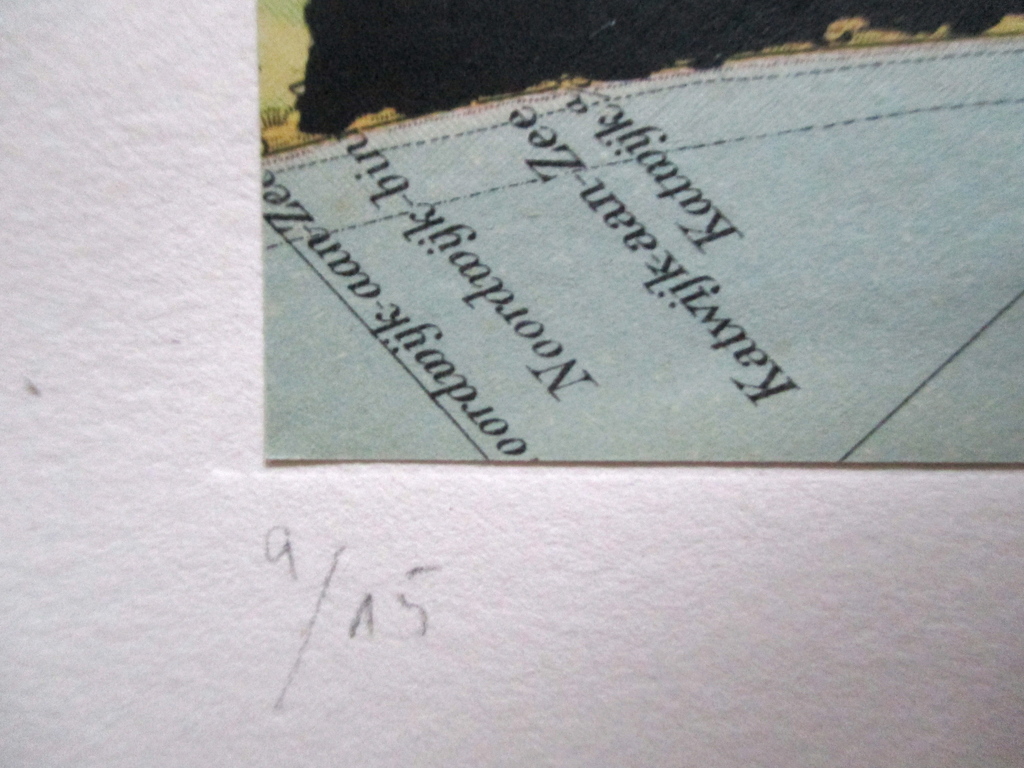 oordwijk-aan-Zee
Noordwijk-bin
Katwijk-aan-Zee
Katwijk, a
9/15